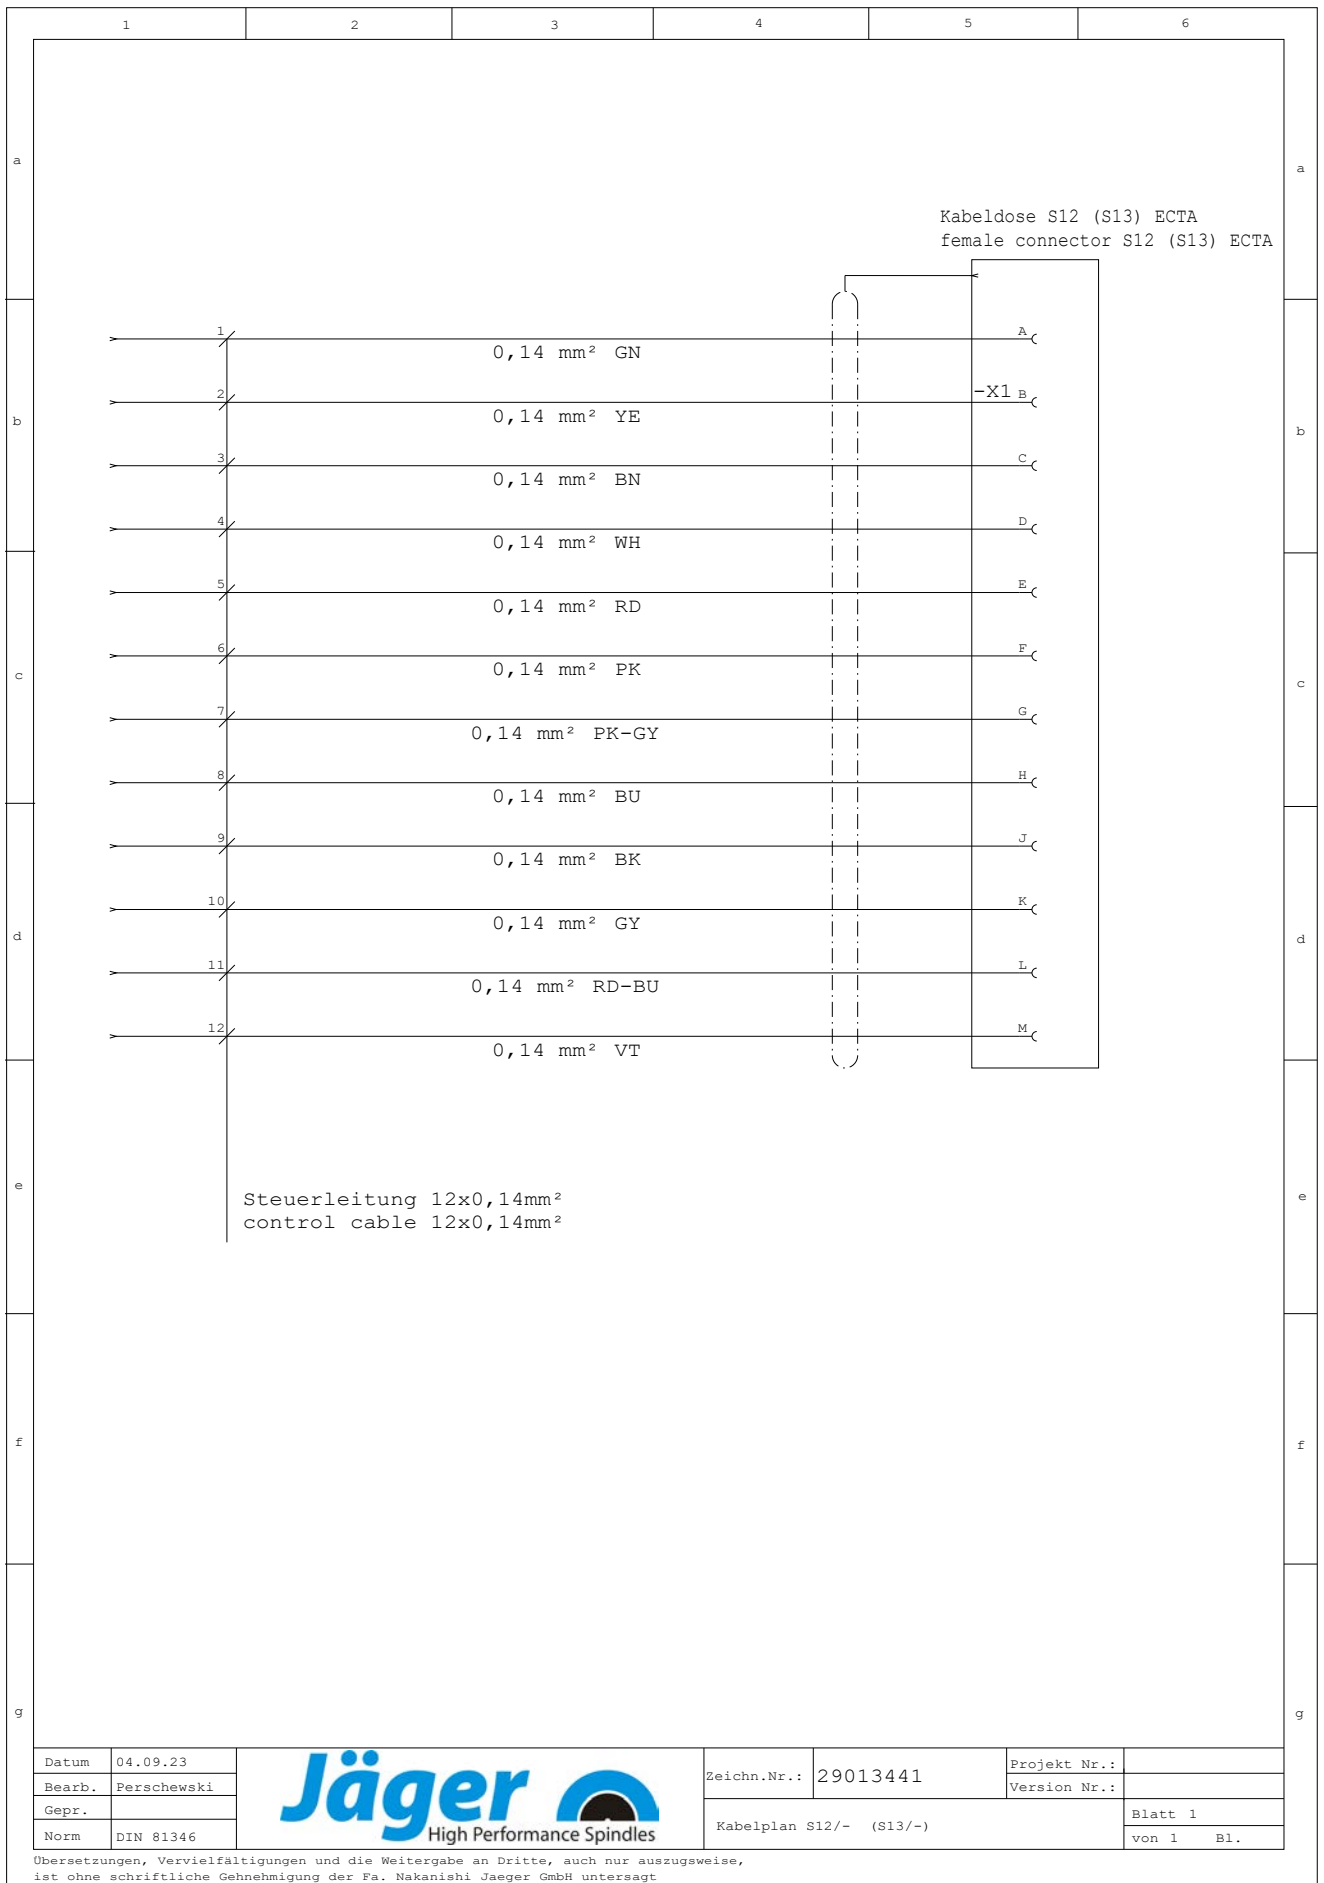 1 2 3 4 5 6
a a
Kabeldose S12 (S13) ECTA
female connector S12 (S13) ECTA
1 A
0,14 mm² GN
-X1
2 B
0,14 mm² YE
b b
3 C
0,14 mm² BN
4 D
0,14 mm² WH
5 E
0,14 mm² RD
6 F
0,14 mm² PK
c c
7 G
0,14 mm² PK-GY
8 H
0,14 mm² BU
9 J
0,14 mm² BK
10 K
0,14 mm² GY
d d
11 L
0,14 mm² RD-BU
12 M
0,14 mm² VT
e e
Steuerleitung 12x0,14mm²
control cable 12x0,14mm²
f f
g g
Datum 04.09.23
Bearb. Perschewski
Gepr.
Norm DIN 81346
Jäger
High Performance Spindles
Zeichn.Nr.: 29013441
Projekt Nr.:
Version Nr.:
Kabelplan S12/- (S13/-)
Blatt 1
von 1 Bl.
Übersetzungen, Vervielfältigungen und die Weitergabe an Dritte, auch nur auszugsweise,
ist ohne schriftliche Gehnehmigung der Fa. Nakanishi Jaeger GmbH untersagt